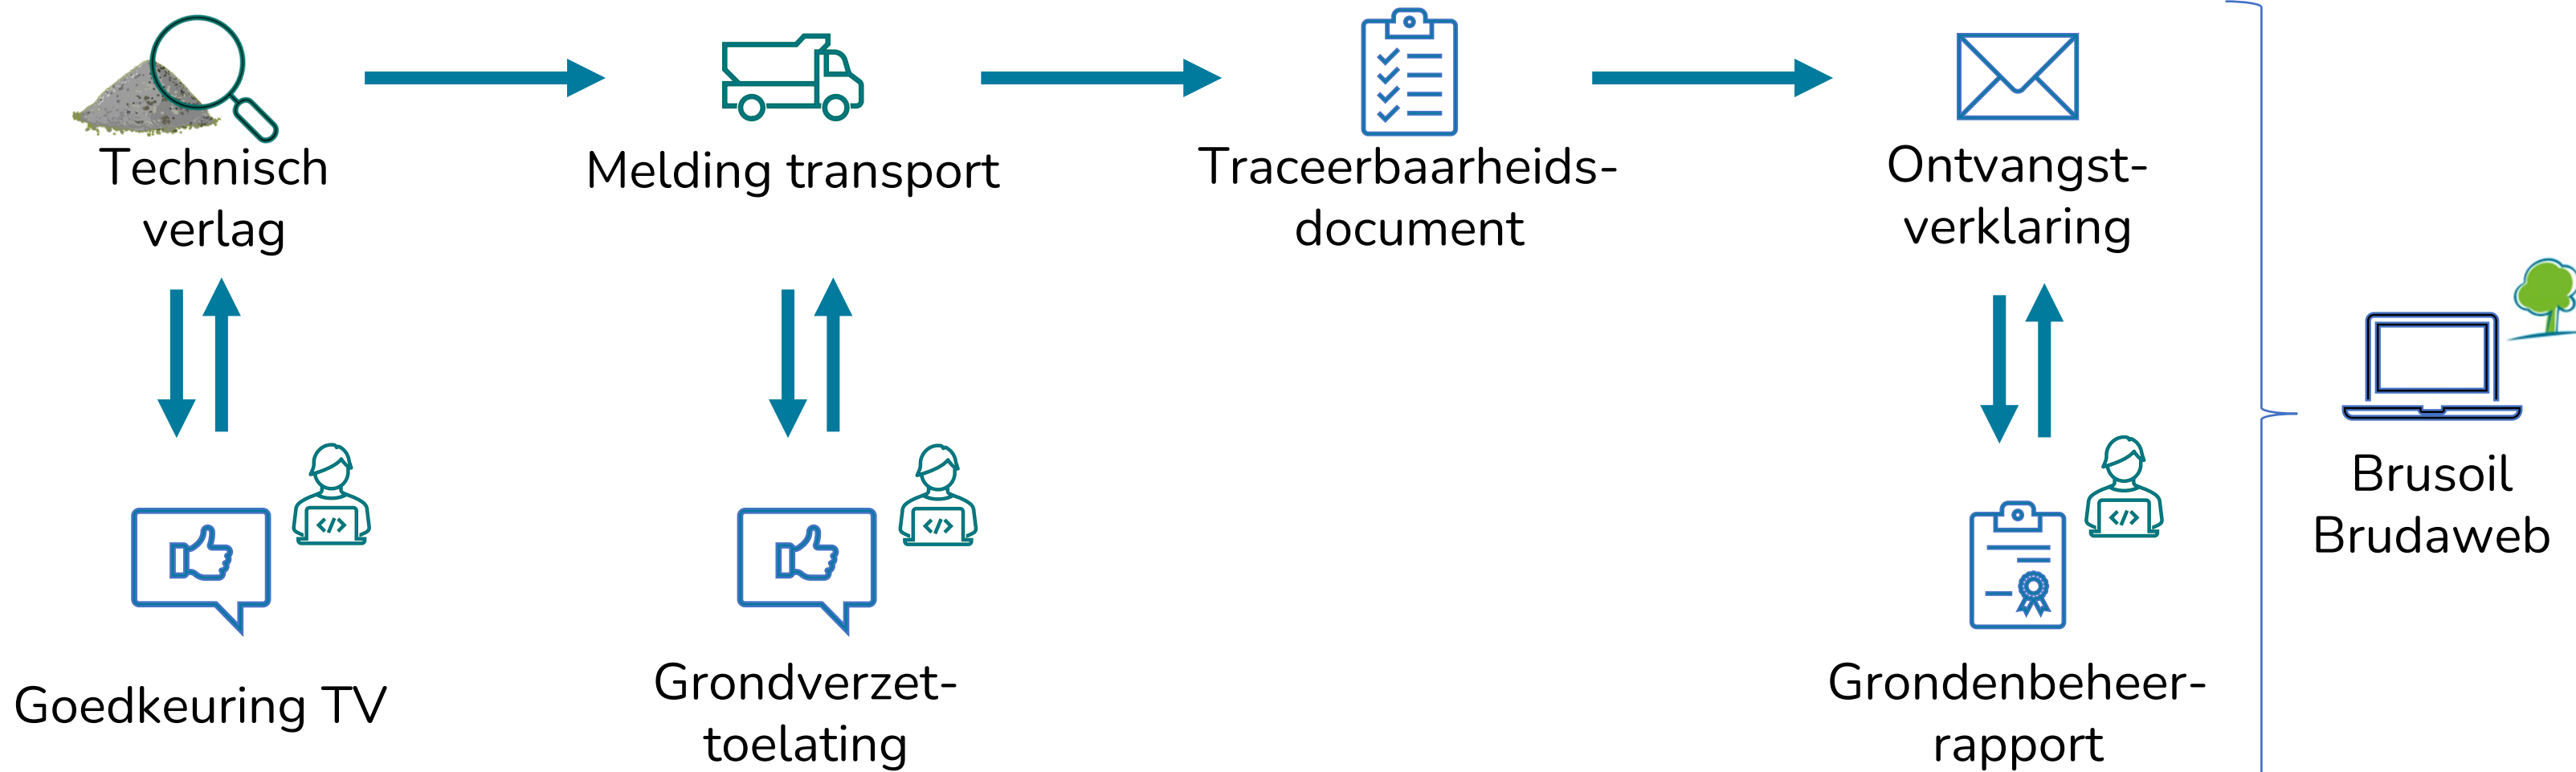 Technisch
verlag
Melding transport
Traceerbaarheids-
document
Ontvangst-
verklaring
Goedkeuring TV
Grondverzet-
toelating
Grondenbeheer-
rapport
Brusoil
Brudaweb